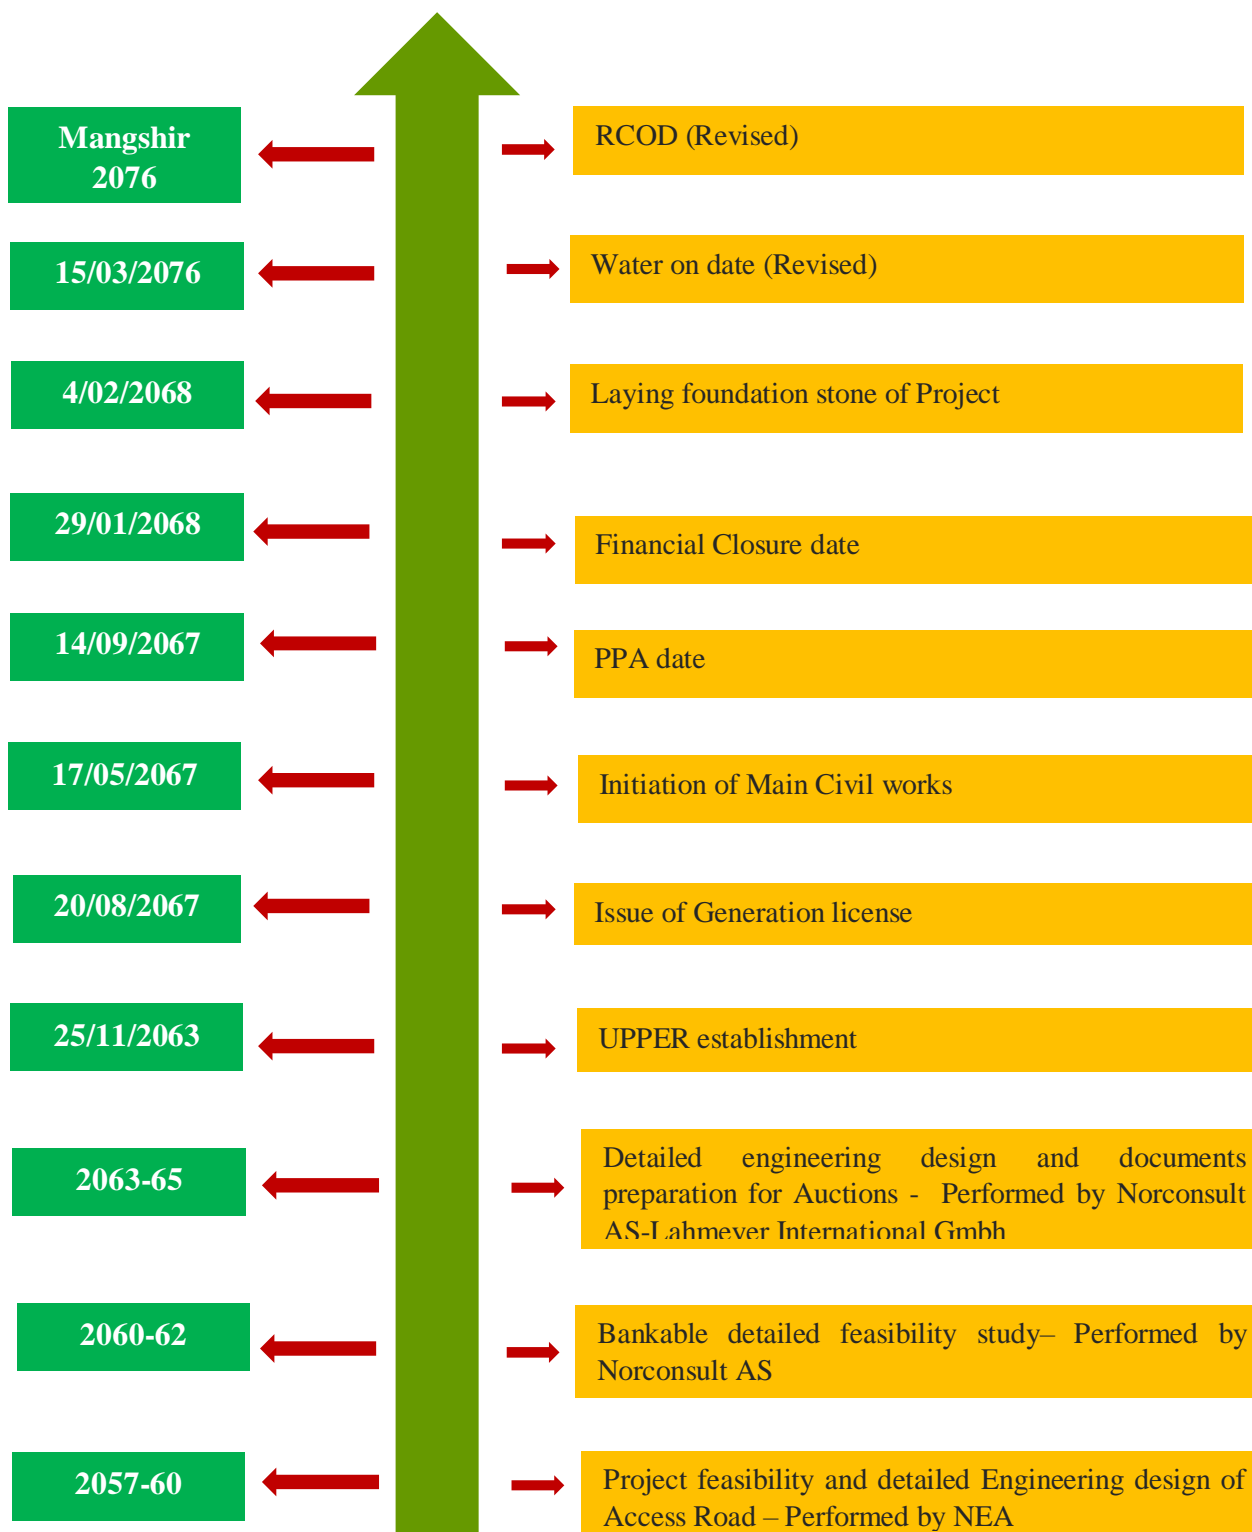 Mangshir
2076
RCOD (Revised)
15/03/2076
Water on date (Revised)
4/02/2068
Laying foundation stone of Project
29/01/2068
Financial Closure date
14/09/2067
PPA date
17/05/2067
Initiation of Main Civil works
20/08/2067
Issue of Generation license
25/11/2063
UPPER establishment
2063-65
Detailed engineering design and documents
preparation for Auctions - Performed by Norconsult
AS-Lahmeyer International Gmbh
2060-62
Bankable detailed feasibility study– Performed by
Norconsult AS
2057-60
Project feasibility and detailed Engineering design of
Access Road – Performed by NEA